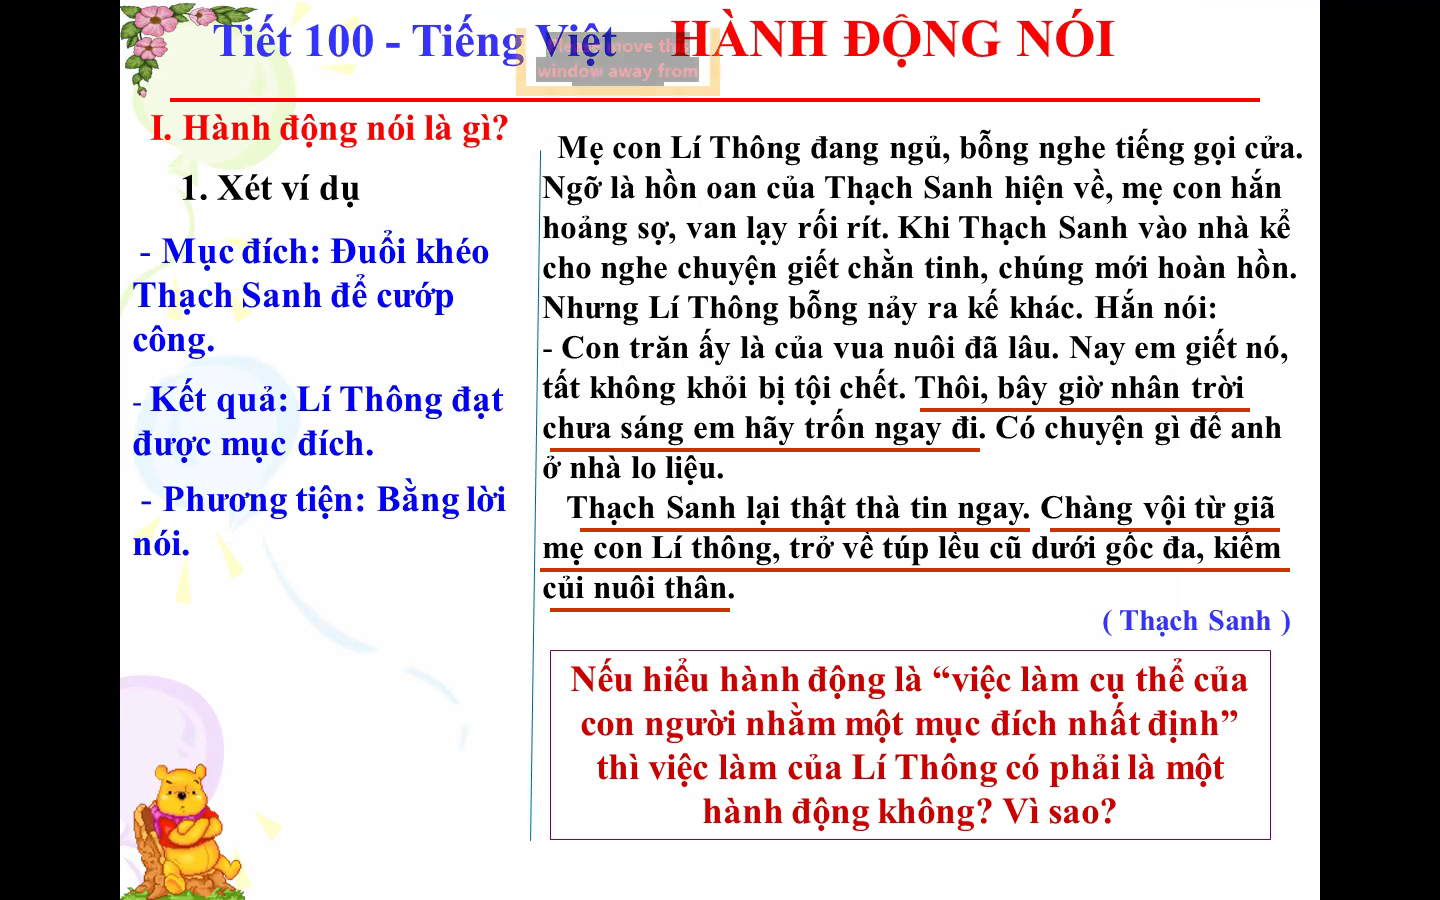 Tiết 100 - Tiếng Việt HÀNH ĐỘNG NÓI
move this
window away from
I. Hành động nói là gì?
1. Xét ví dụ
- Mục đích: Đuổi khéo
Thạch Sanh để cướp
công.
- Kết quả: Lí Thông đạt
được mục đích.
- Phương tiện: Bằng lời
nói.
Mẹ con Lí Thông đang ngủ, bỗng nghe tiếng gọi cửa.
Ngỡ là hồn oan của Thạch Sanh hiện về, mẹ con hắn
hoảng sợ, van lạy rối rít. Khi Thạch Sanh vào nhà kể
cho nghe chuyện giết chằn tinh, chúng mới hoàn hồn.
Nhưng Lí Thông bỗng nảy ra kế khác. Hắn nói:
- Con trăn ấy là của vua nuôi đã lâu. Nay em giết nó,
tất không khỏi bị tội chết. Thôi, bây giờ nhân trời
chưa sáng em hãy trốn ngay đi. Có chuyện gì để anh
ở nhà lo liệu.
Thạch Sanh lại thật thà tin ngay. Chàng vội từ giã
mẹ con Lí thông, trở về túp lều cũ dưới gốc đa, kiếm
củi nuôi thân.
( Thạch Sanh )
Nếu hiểu hành động là “việc làm cụ thể của
con người nhằm một mục đích nhất định”
thì việc làm của Lí Thông có phải là một
hành động không? Vì sao?